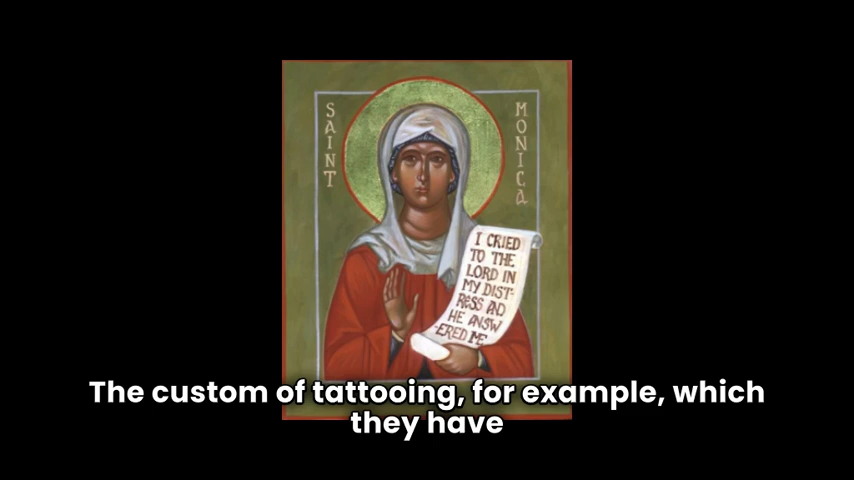 SAINT
MONICA
I CRIED
TO THE
LORD IN
MY DIST-
RESS AND
HE ANSW
-ERED ME
The custom of tattooing, for example, which
they have